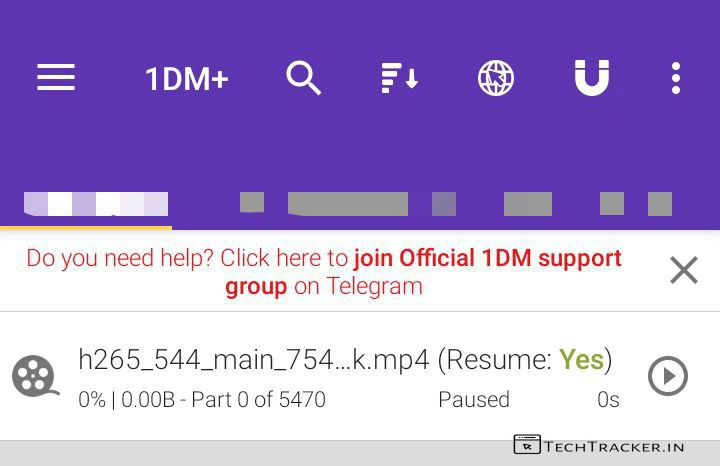 1DM+
Do you need help? Click here to join Official 1DM support
group on Telegram
h265_544_main_754...k.mp4 (Resume: Yes)
0% | 0.00B - Part 0 of 5470 Paused 0s
TECHTRACKER.IN